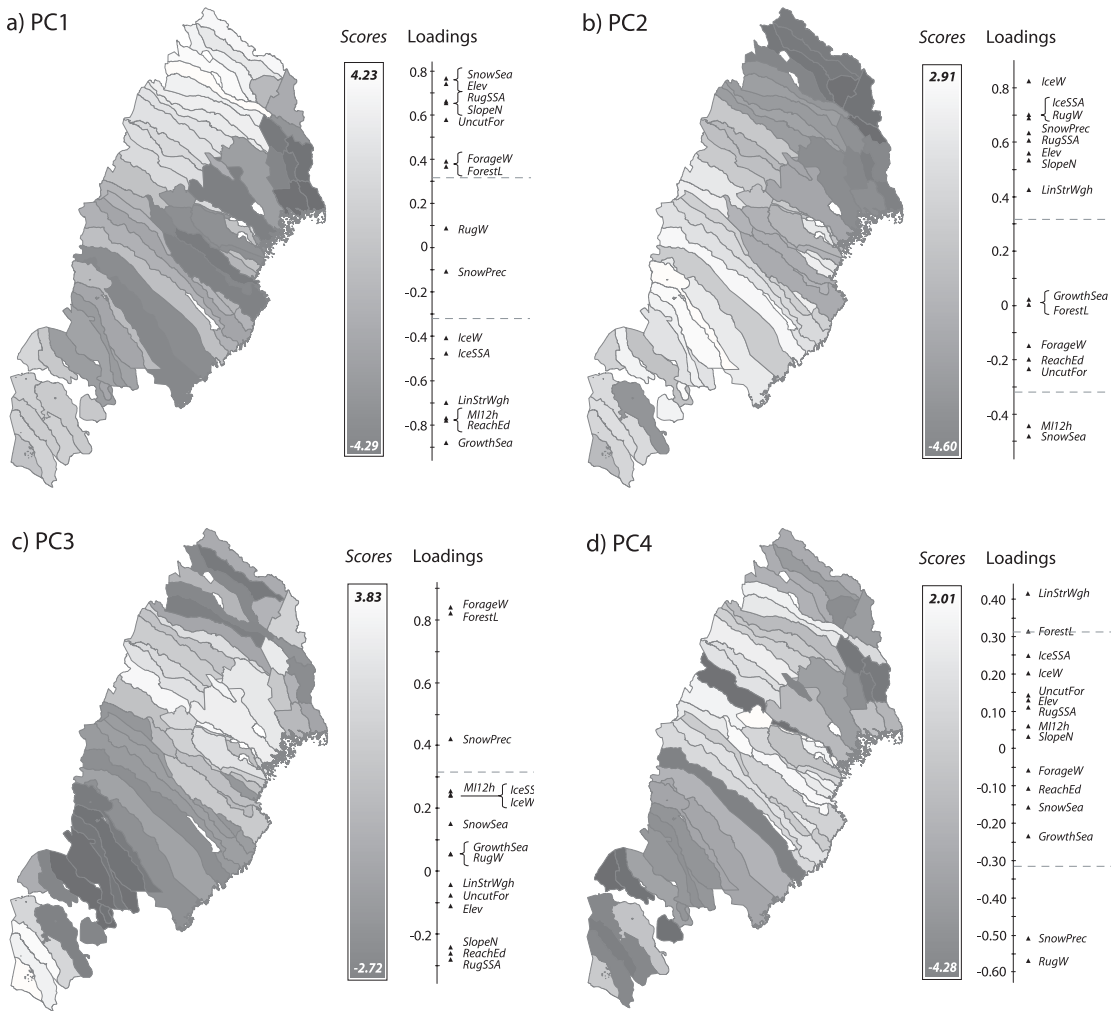 a) PC1
Scores
Loadings
4.23
-4.29
0.8
0.6
0.4
0.2
0
-0.2
-0.4
-0.6
-0.8
SnowSea
Elev
RugSSA
SlopeN
UncutFor
ForageW
ForestL
RugW
SnowPrec
IceW
IceSSA
LinStrWgh
MI12h
ReachEd
GrowthSea
b) PC2
Scores
Loadings
2.91
-4.60
0.8
0.6
0.4
0.2
0
-0.2
-0.4
IceW
IceSSA
RugW
SnowPrec
RugSSA
Elev
SlopeN
LinStrWgh
GrowthSea
ForestL
ForageW
ReachEd
UncutFor
MI12h
SnowSea
c) PC3
Scores
Loadings
3.83
-2.72
0.8
0.6
0.4
0.2
0
-0.2
ForageW
ForestL
SnowPrec
MI12h
IceSS
IceW
SnowSea
GrowthSea
RugW
LinStrWgh
UncutFor
Elev
SlopeN
ReachEd
RugSSA
d) PC4
Scores
Loadings
2.01
-4.28
0.40
0.30
0.20
0.10
0
-0.10
-0.20
-0.30
-0.40
-0.50
-0.60
LinStrWgh
ForestL
IceSSA
IceW
UncutFor
Elev
RugSSA
MI12h
SlopeN
ForageW
ReachEd
SnowSea
GrowthSea
SnowPrec
RugW